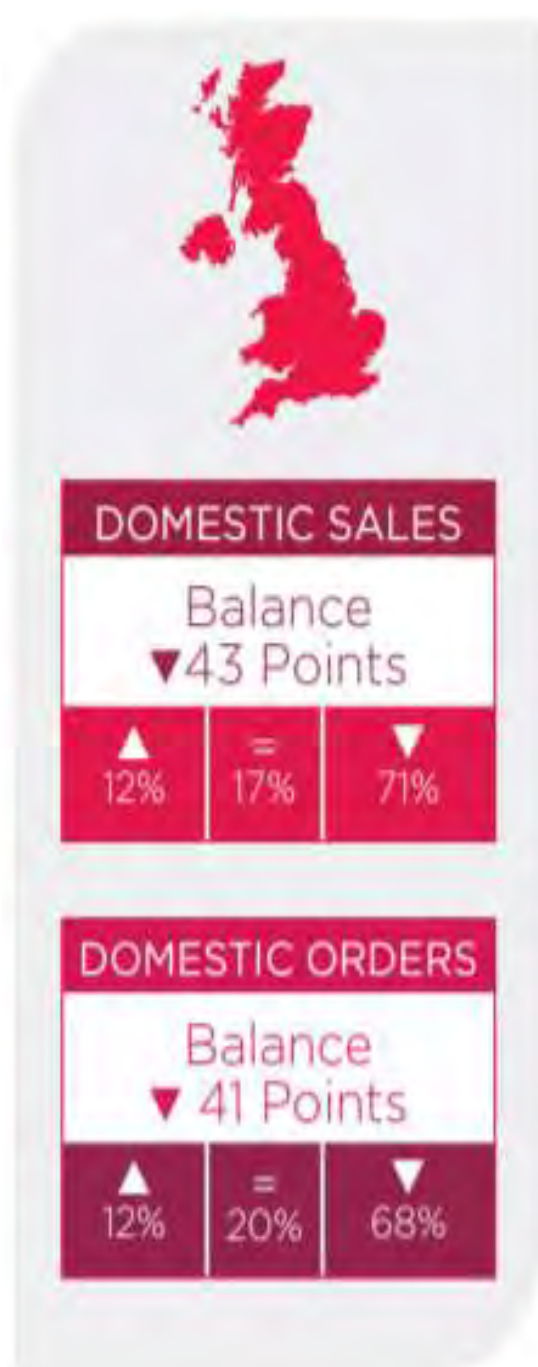 DOMESTIC SALES
Balance
▼43 Points
▲ = ▼
12% 17% 71%
DOMESTIC ORDERS
Balance
▼ 41 Points
▲ = ▼
12% 20% 68%